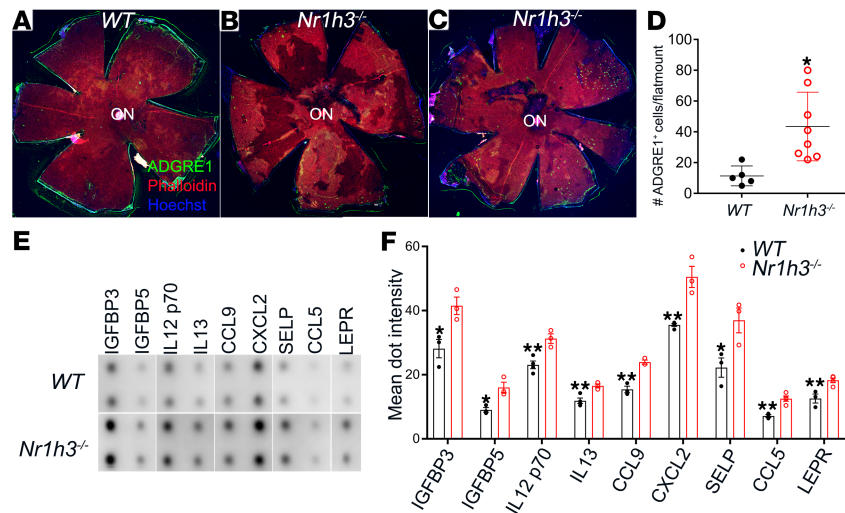 A WT
B Nr1h3-/-
C Nr1h3-/-
D
ON
ON
ON
ADGRE1
Phalloidin
Hoechst
# ADGRE1+ cells/flatmount
100
80
60
40
20
0
*
WT
Nr1h3-/-
E
IGFBP3
IGFBP5
IL12 p70
IL13
CCL9
CXCL2
SELP
CCL5
LEPR
WT
Nr1h3-/-
F
Mean dot intensity
60
40
20
0
WT
Nr1h3-/-
*
*
**
**
**
**
*
**
**
IGFBP3
IGFBP5
IL12 p70
IL13
CCL9
CXCL2
SELP
CCL5
LEPR